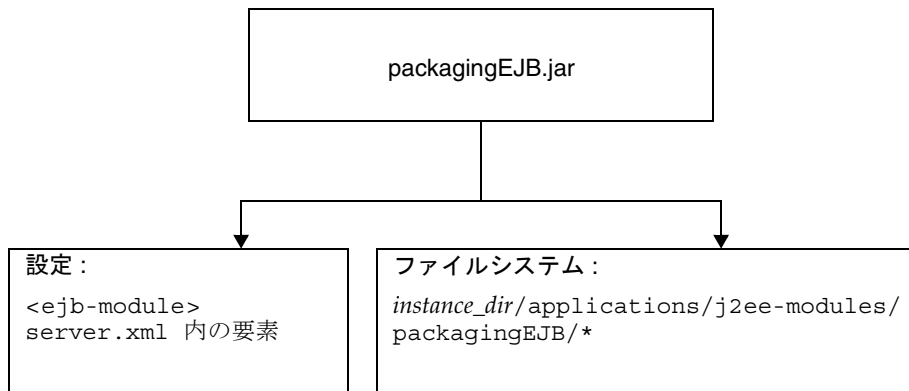 packagingEJB.jar
設定 :
<ejb-module>
server.xml 内の要素
ファイルシステム :
instance_dir/applications/j2ee-modules/
packagingEJB/*